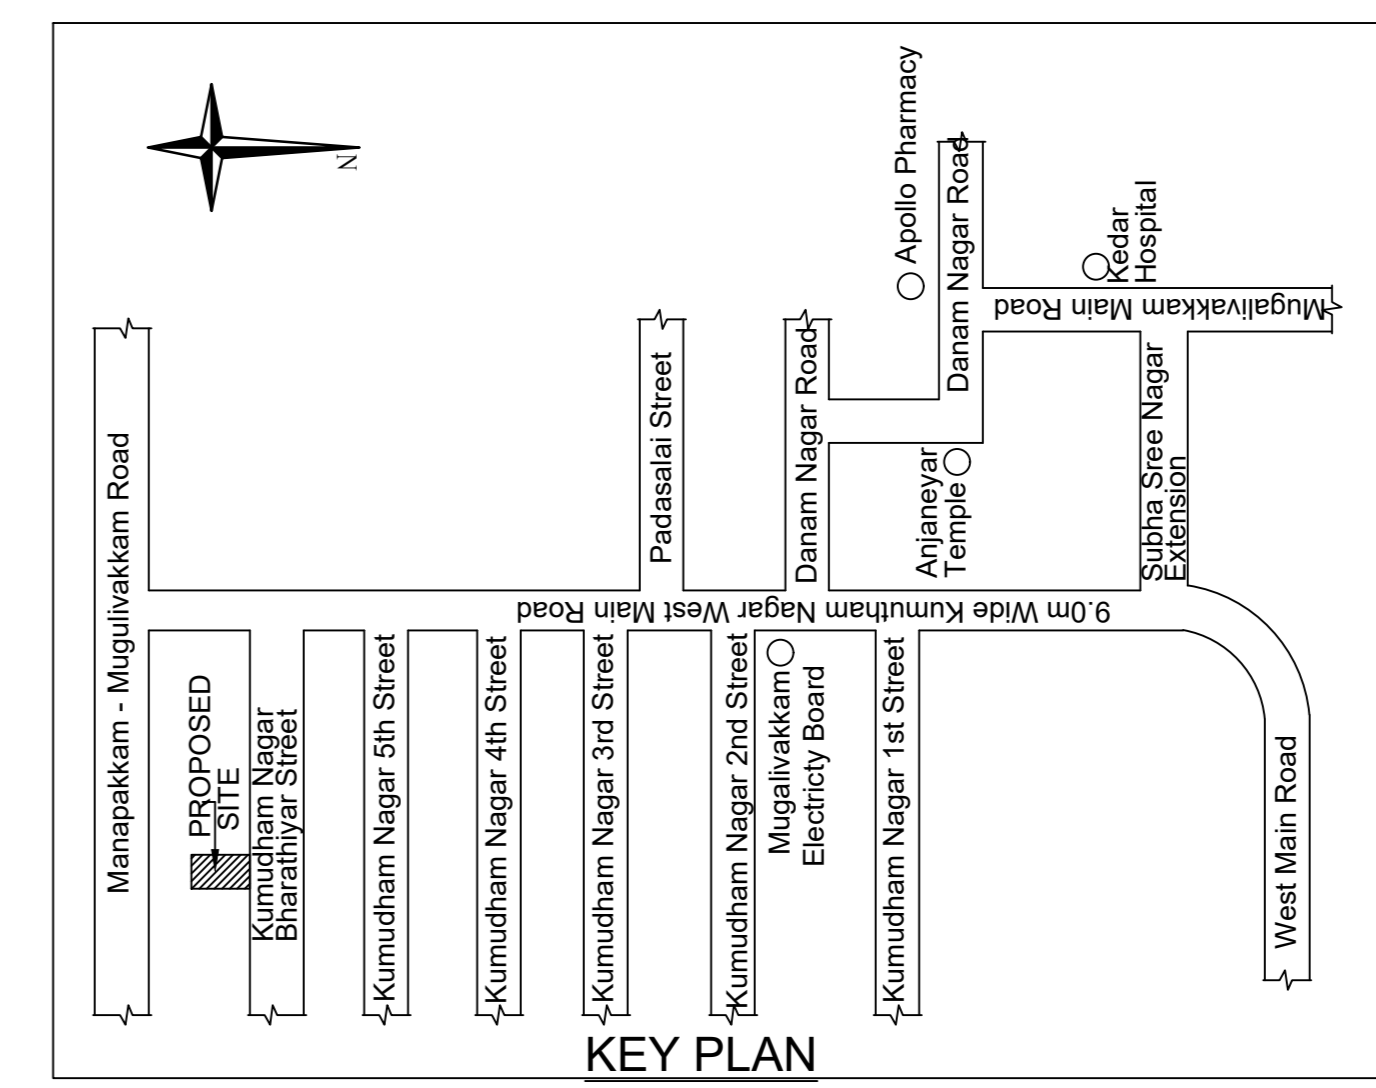 N
Manapakkam - Mugulivakkam Road
PROPOSED
SITE
Kumudham Nagar
Bharathiyar Street
Kumudham Nagar 5th Street
Kumudham Nagar 4th Street
Kumudham Nagar 3rd Street
Kumudham Nagar 2nd Street
Mugalivakkam
Electricty Board
Kumudham Nagar 1st Street
9.0m Wide Kumutham Nagar West Main Road
Padasalai Street
Danam Nagar Road
Anjaneyar
Temple
Apollo Pharmacy
Danam Nagar Road
Kedar
Hospital
Mugalivakkam Main Road
Subha Sree Nagar
Extension
West Main Road
KEY PLAN